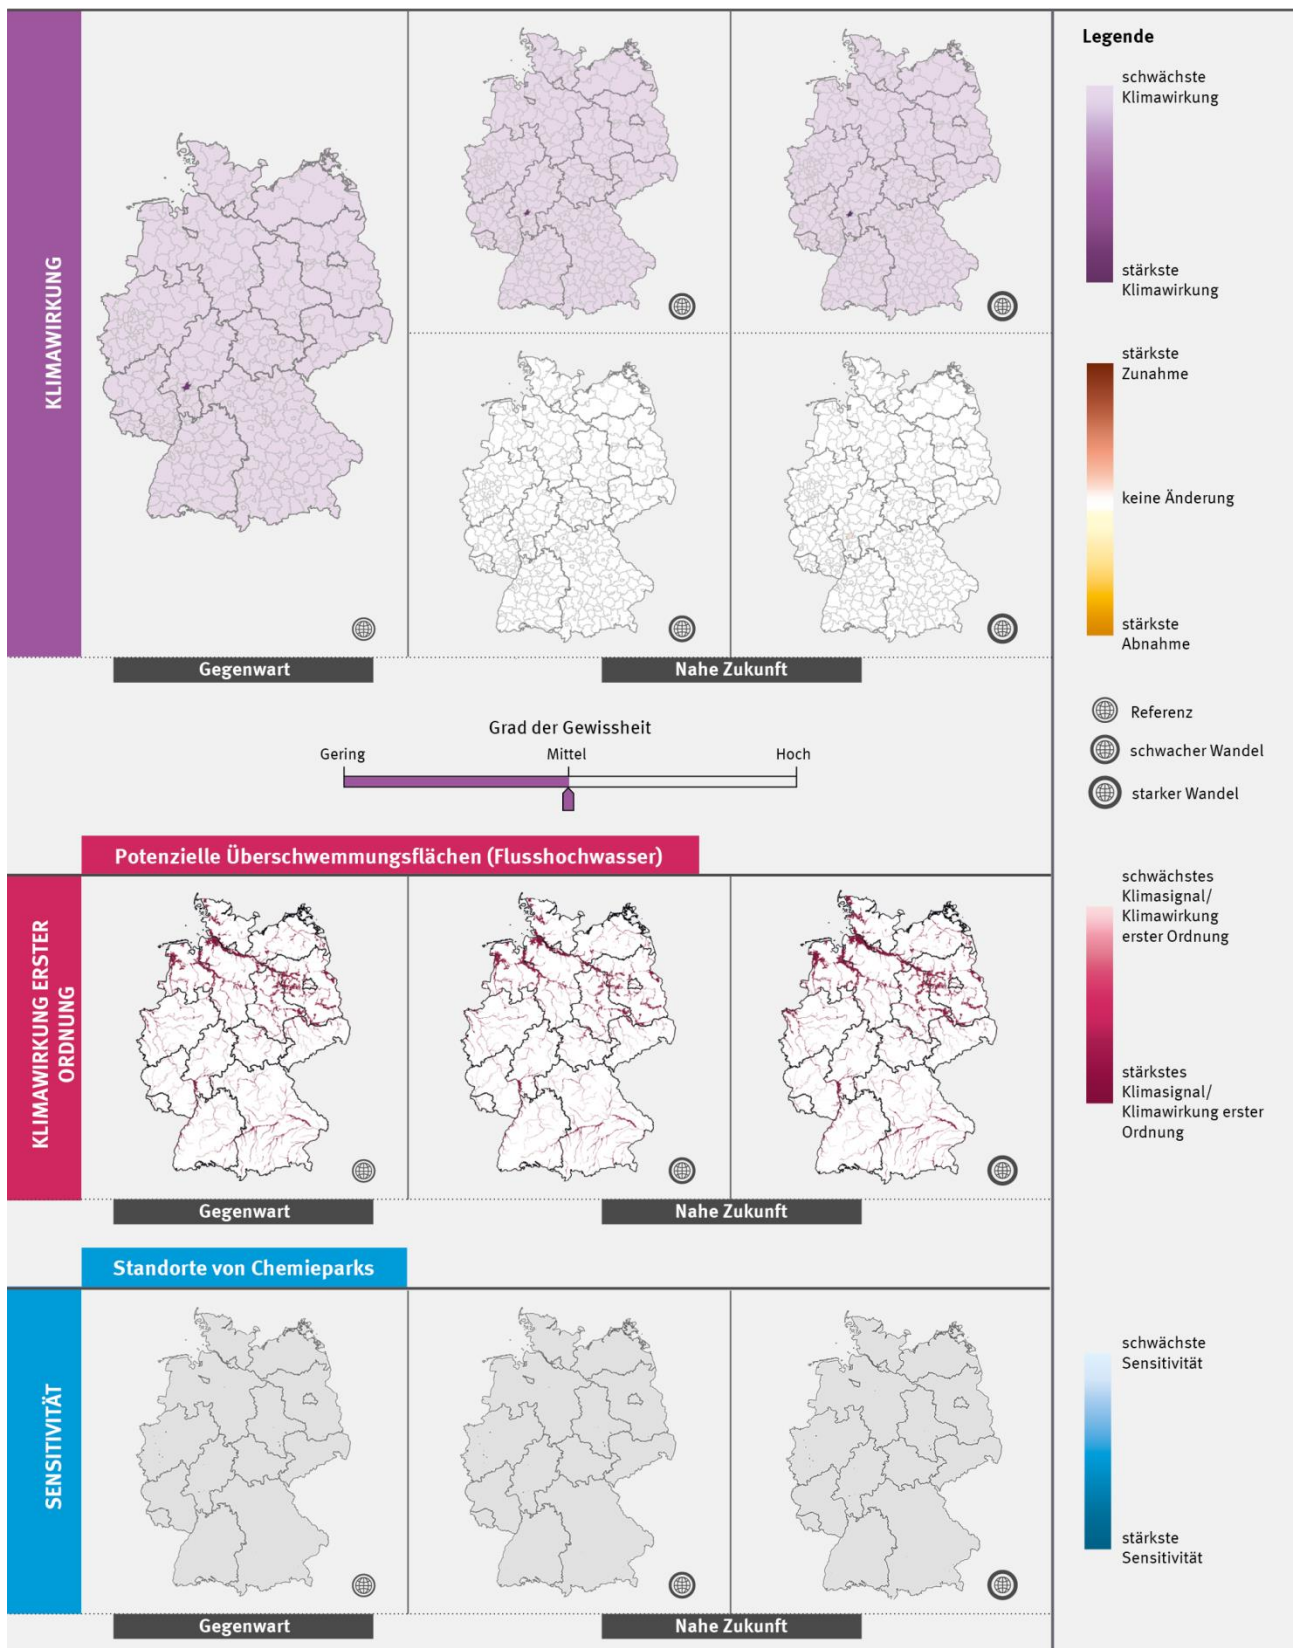 KLIMAWIRKUNG
Gegenwart
Nahe Zukunft
Grad der Gewissheit
Gering
Mittel
Hoch
Potenzielle Überschwemmungsflächen (Flusshochwasser)
KLIMAWIRKUNG ERSTER
ORDNUNG
Gegenwart
Nahe Zukunft
Standorte von Chemieparks
SENSITIVITÄT
Gegenwart
Nahe Zukunft
Legende
schwächste
Klimawirkung
stärkste
Klimawirkung
stärkste
Zunahme
keine Änderung
stärkste
Abnahme
Referenz
schwacher Wandel
starker Wandel
schwächstes
Klimasignal/
Klimawirkung
erster Ordnung
stärkstes
Klimasignal/
Klimawirkung erster
Ordnung
schwächste
Sensitivität
stärkste
Sensitivität